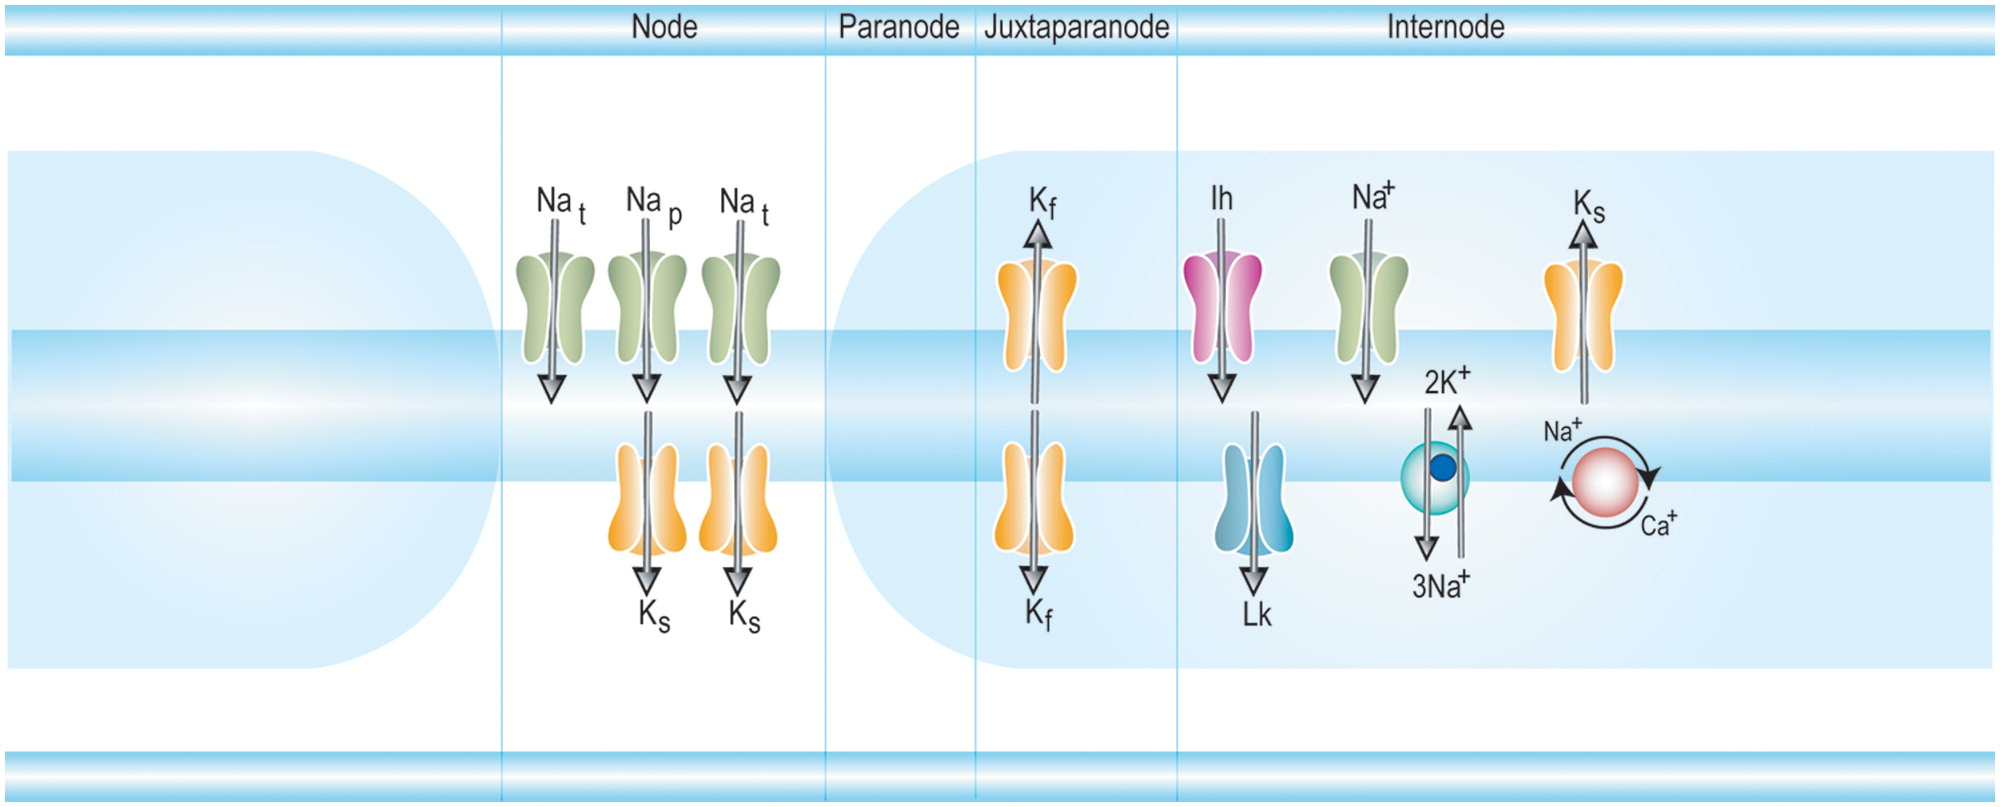 Node Paranode Juxtaparanode Internode
Na t Na p Na t Kf Ih Na+ Ks
2K+
Na+
Ca+
3Na+
Ks Ks Kf Lk